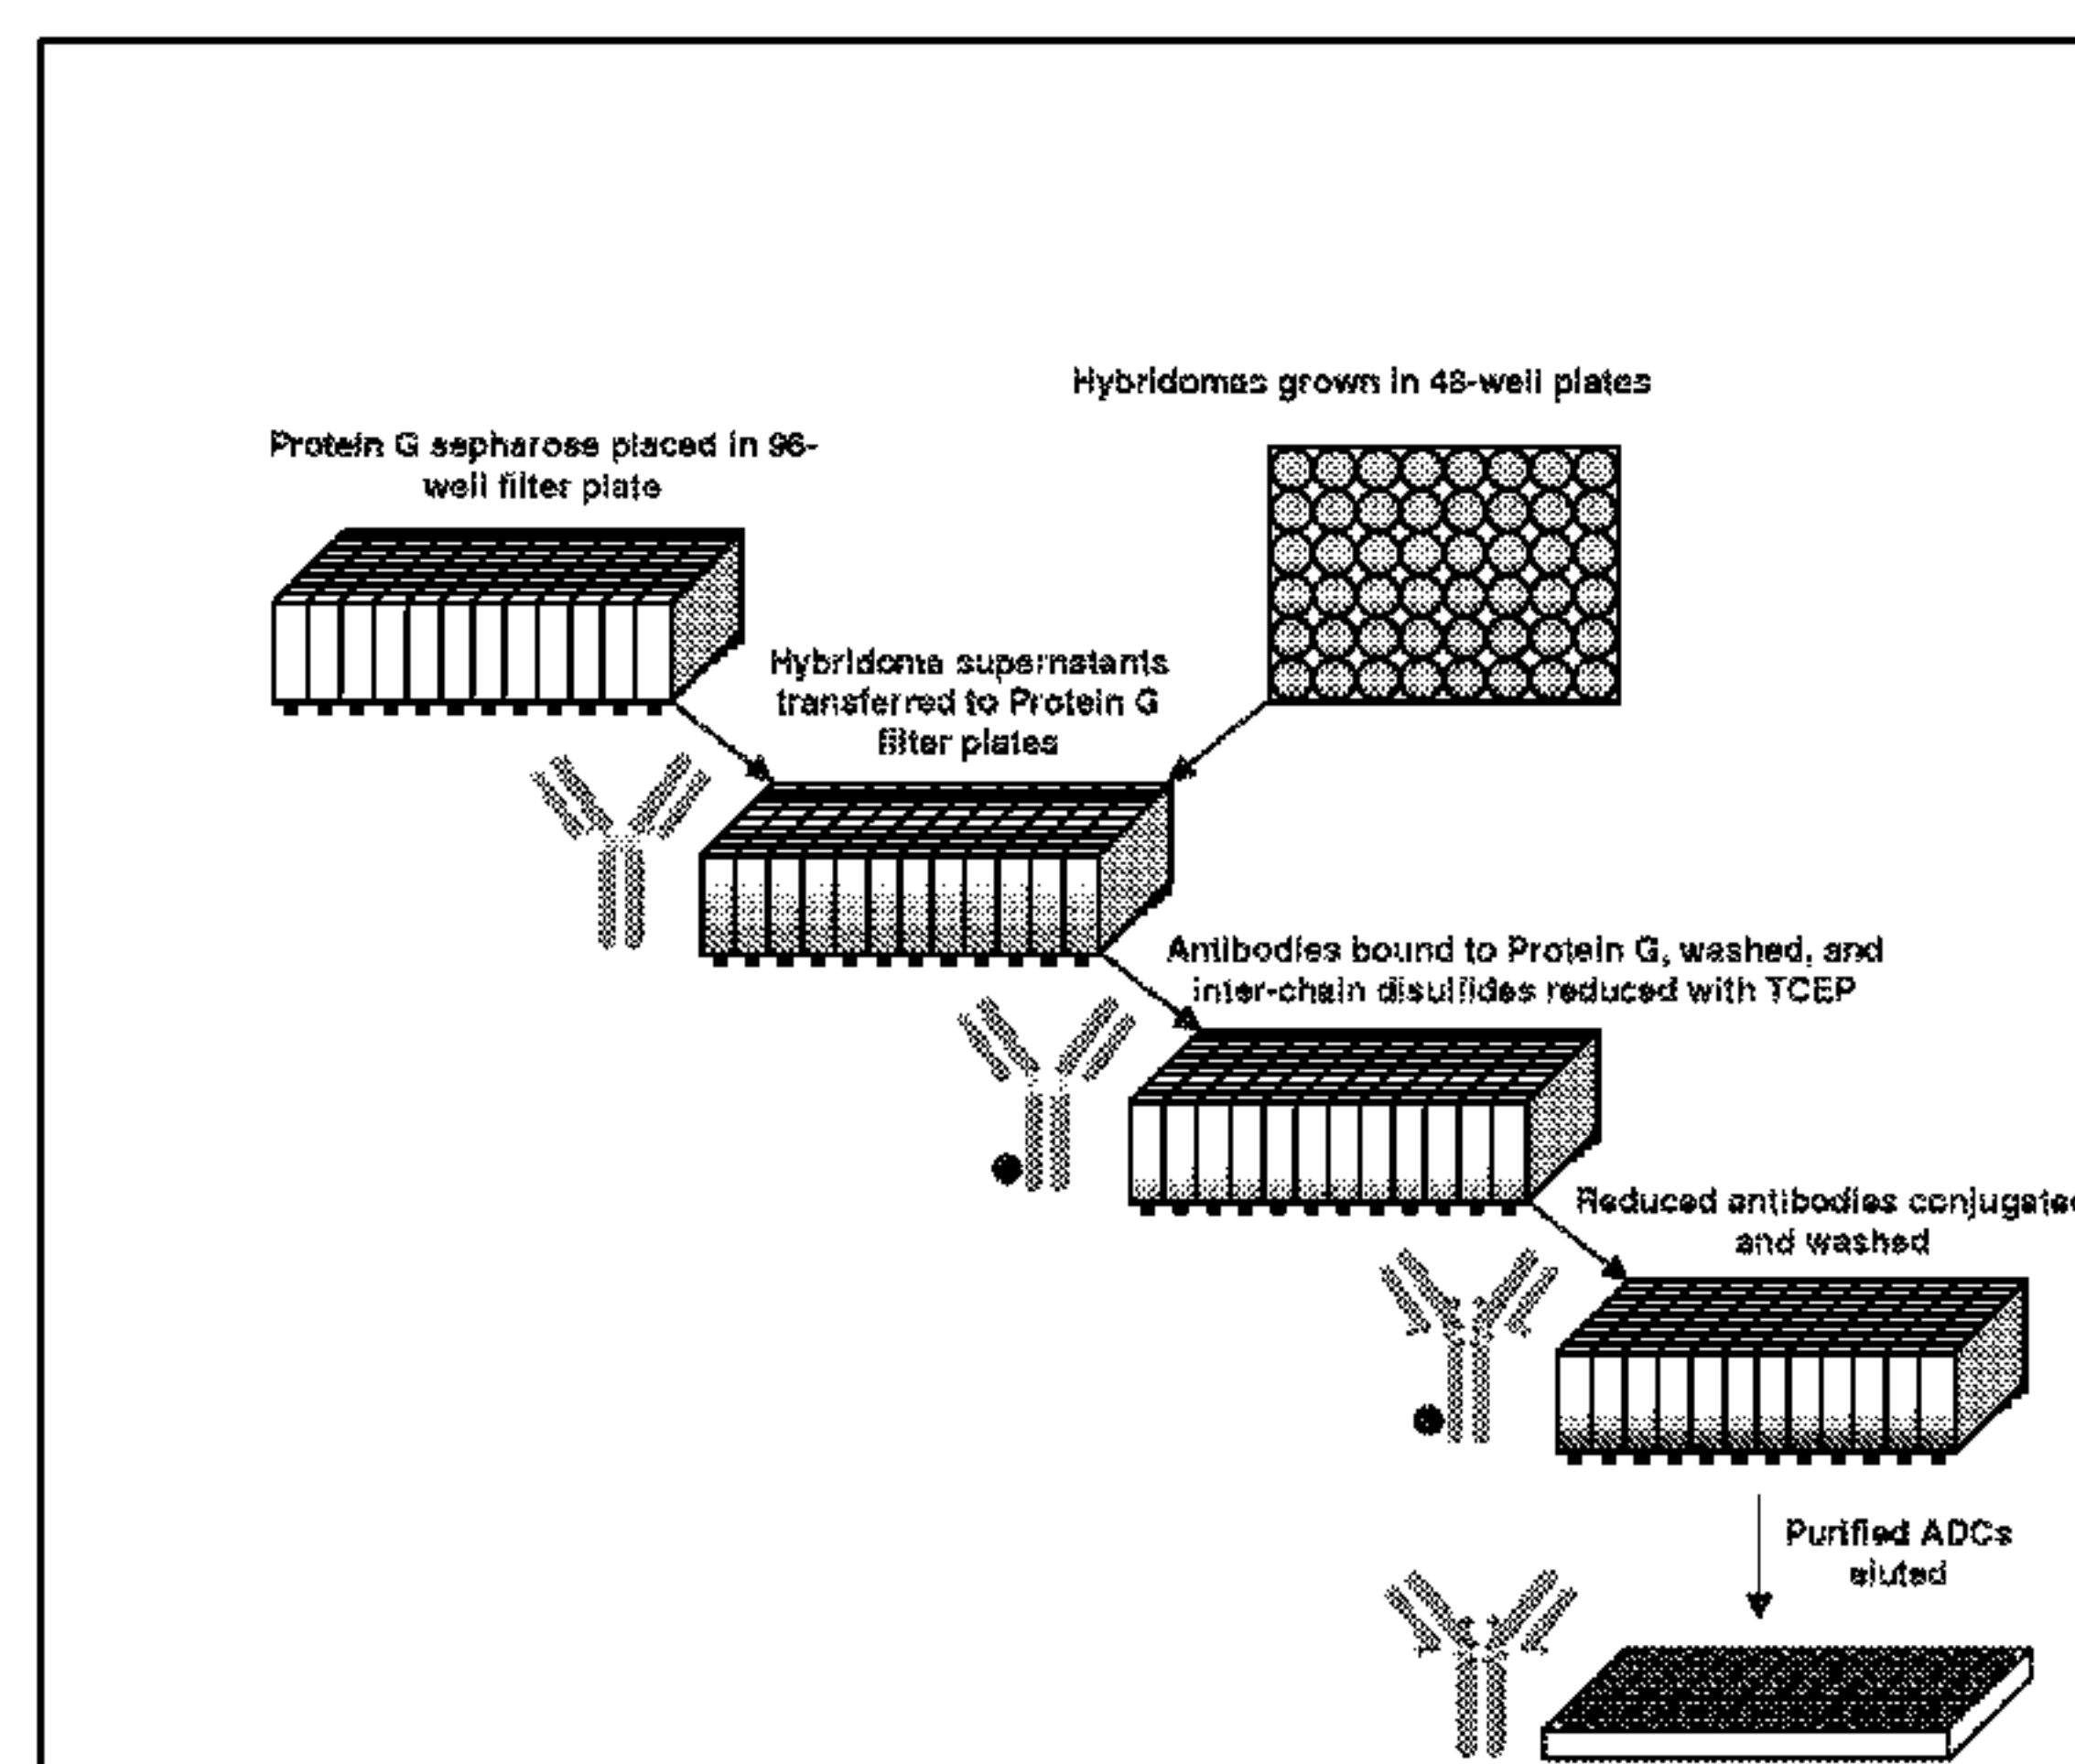 Hybridomas grown in 48-well plates
Protein G sepharose placed in 96-
well filter plate
Hybridoma supernatants
transferred to Protein G
filter plates
Antibodies bound to Protein G, washed, and
inter-chain disulfides reduced with TCEP
Reduced antibodies conjugated
and washed
Purified ADCs
eluted